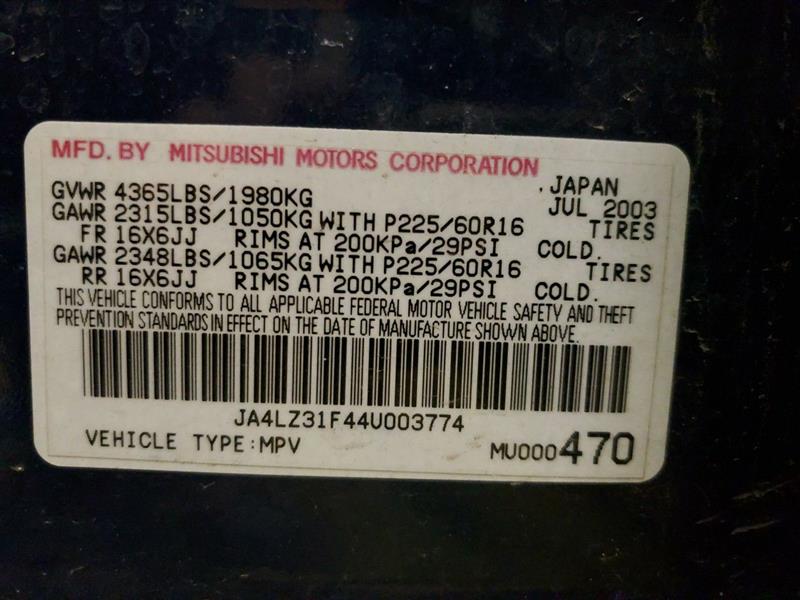 MFD. BY MITSUBISHI MOTORS CORPORATION
GVWR 4365LBS/1980KG .JAPAN
JUL 2003
GAWR 2315LBS/1050KG WITH P225/60R16 TIRES
FR 16X6JJ RIMS AT 200KPa/29PSI COLD.
GAWR 2348LBS/1065KG WITH P225/60R16 TIRES
RR 16X6JJ RIMS AT 200KPa/29PSI COLD.
THIS VEHICLE CONFORMS TO ALL APPLICABLE FEDERAL MOTOR VEHICLE SAFETY AND THEFT
PREVENTION STANDARDS IN EFFECT ON THE DATE OF MANUFACTURE SHOWN ABOVE.
JA4LZ31F44U003774
VEHICLE TYPE:MPV MU000470